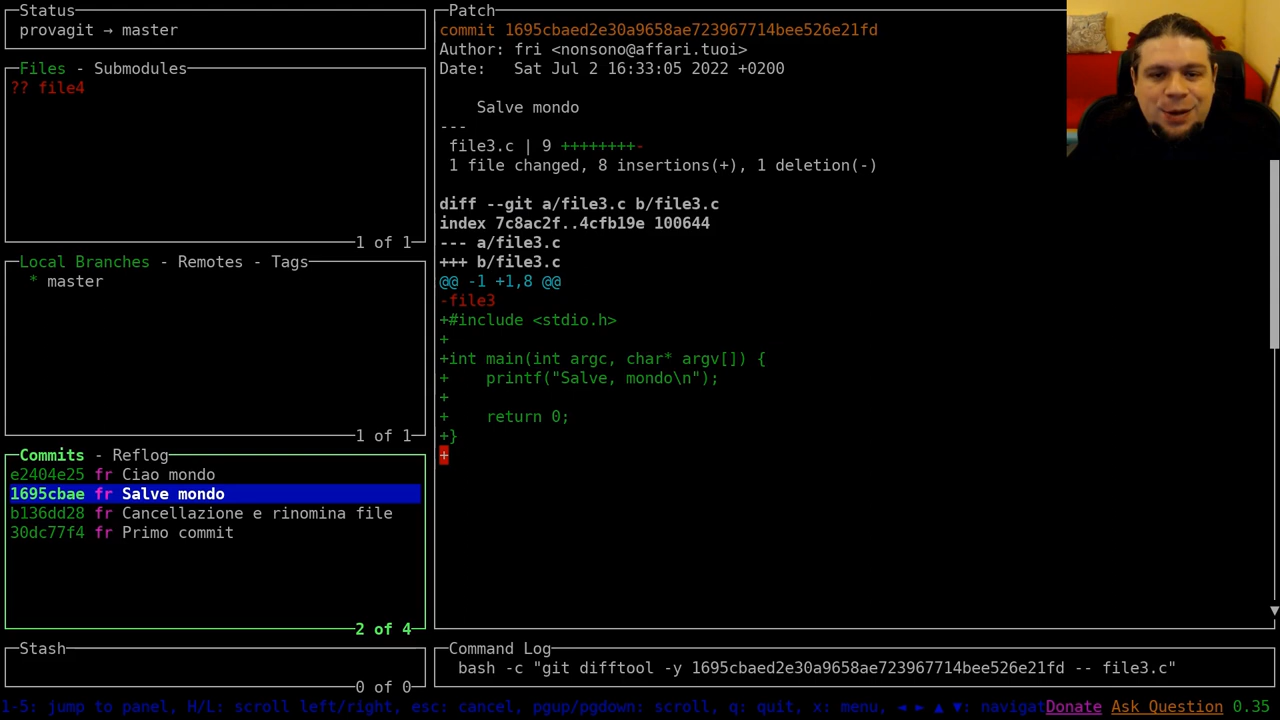 Status
provagit → master
Files - Submodules
?? file4
1 of 1
Local Branches - Remotes - Tags
* master
1 of 1
Commits - Reflog
e2404e25 fr Ciao mondo
1695cbae fr Salve mondo
b136dd28 fr Cancellazione e rinomina file
30dc77f4 fr Primo commit
2 of 4
Stash
0 of 0
Patch
commit 1695cbaed2e30a9658ae723967714bee526e21fd
Author: fri <nonsono@affari.tuoi>
Date:   Sat Jul 2 16:33:05 2022 +0200
Salve mondo
---
file3.c | 9 ++++++++-
1 file changed, 8 insertions(+), 1 deletion(-)
diff --git a/file3.c b/file3.c
index 7c8ac2f..4cfb19e 100644
--- a/file3.c
+++ b/file3.c
@@ -1 +1,8 @@
-file3
+#include <stdio.h>
+
+int main(int argc, char* argv[]) {
+    printf("Salve, mondo\n");
+
+    return 0;
+}
+
Command Log
bash -c "git difftool -y 1695cbaed2e30a9658ae723967714bee526e21fd -- file3.c"
1-5: jump to panel, H/L: scroll left/right, esc: cancel, pgup/pgdown: scroll, q: quit, x: menu, ◄ ► ▲ ▼: navigat Donate Ask Question 0.35